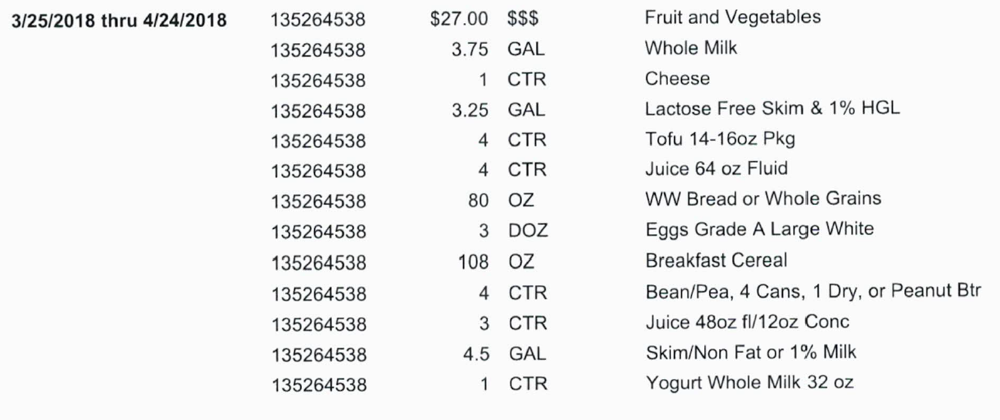 3/25/2018 thru 4/24/2018 135264538 $27.00 $$$ Fruit and Vegetables
135264538 3.75 GAL Whole Milk
135264538 1 CTR Cheese
135264538 3.25 GAL Lactose Free Skim & 1% HGL
135264538 4 CTR Tofu 14-16oz Pkg
135264538 4 CTR Juice 64 oz Fluid
135264538 80 OZ WW Bread or Whole Grains
135264538 3 DOZ Eggs Grade A Large White
135264538 108 OZ Breakfast Cereal
135264538 4 CTR Bean/Pea, 4 Cans, 1 Dry, or Peanut Btr
135264538 3 CTR Juice 48oz fl/12oz Conc
135264538 4.5 GAL Skim/Non Fat or 1% Milk
135264538 1 CTR Yogurt Whole Milk 32 oz